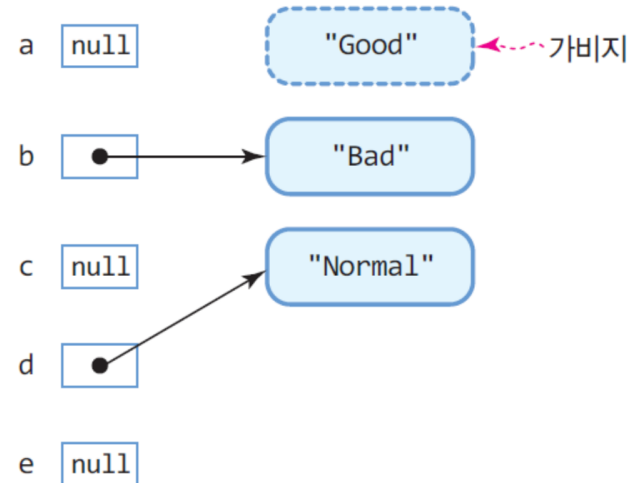 a null "Good" 가비지
b "Bad"
c null "Normal"
d
e null